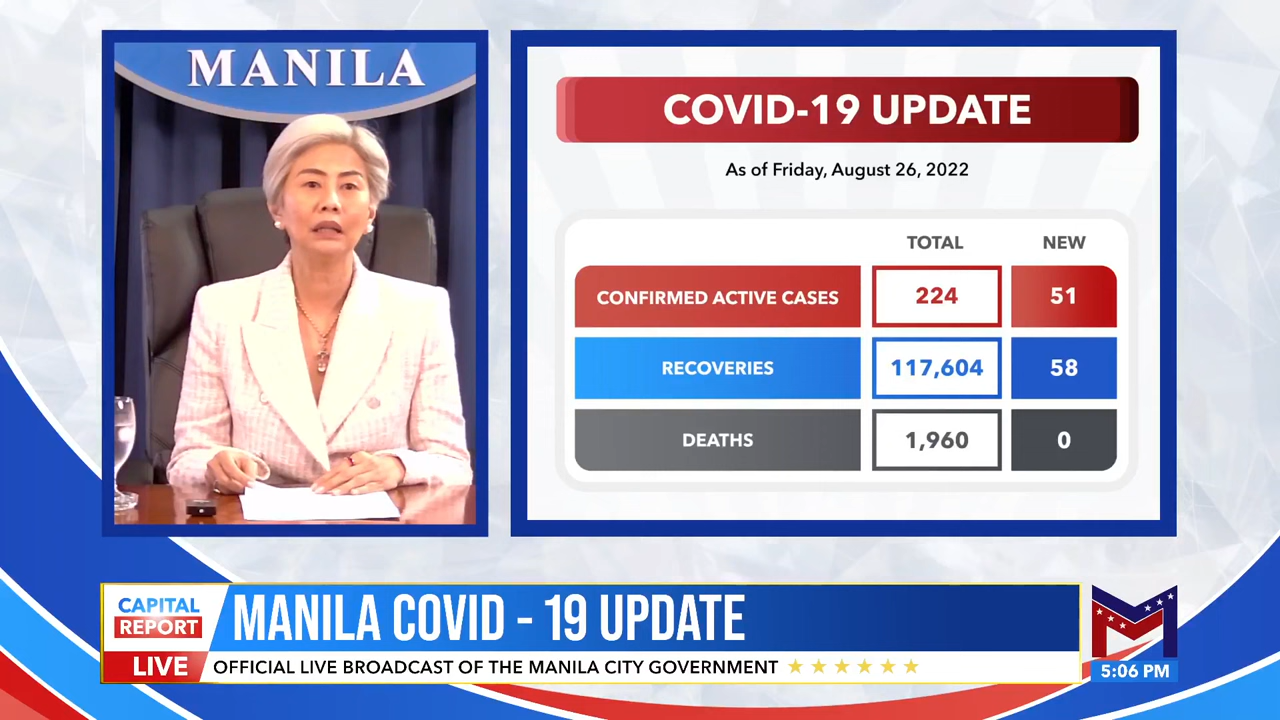 MANILA
COVID-19 UPDATE
As of Friday, August 26, 2022
TOTAL NEW
CONFIRMED ACTIVE CASES 224 51
RECOVERIES 117,604 58
DEATHS 1,960 0
CAPITAL
REPORT
MANILA COVID - 19 UPDATE
LIVE OFFICIAL LIVE BROADCAST OF THE MANILA CITY GOVERNMENT
M
5:06 PM